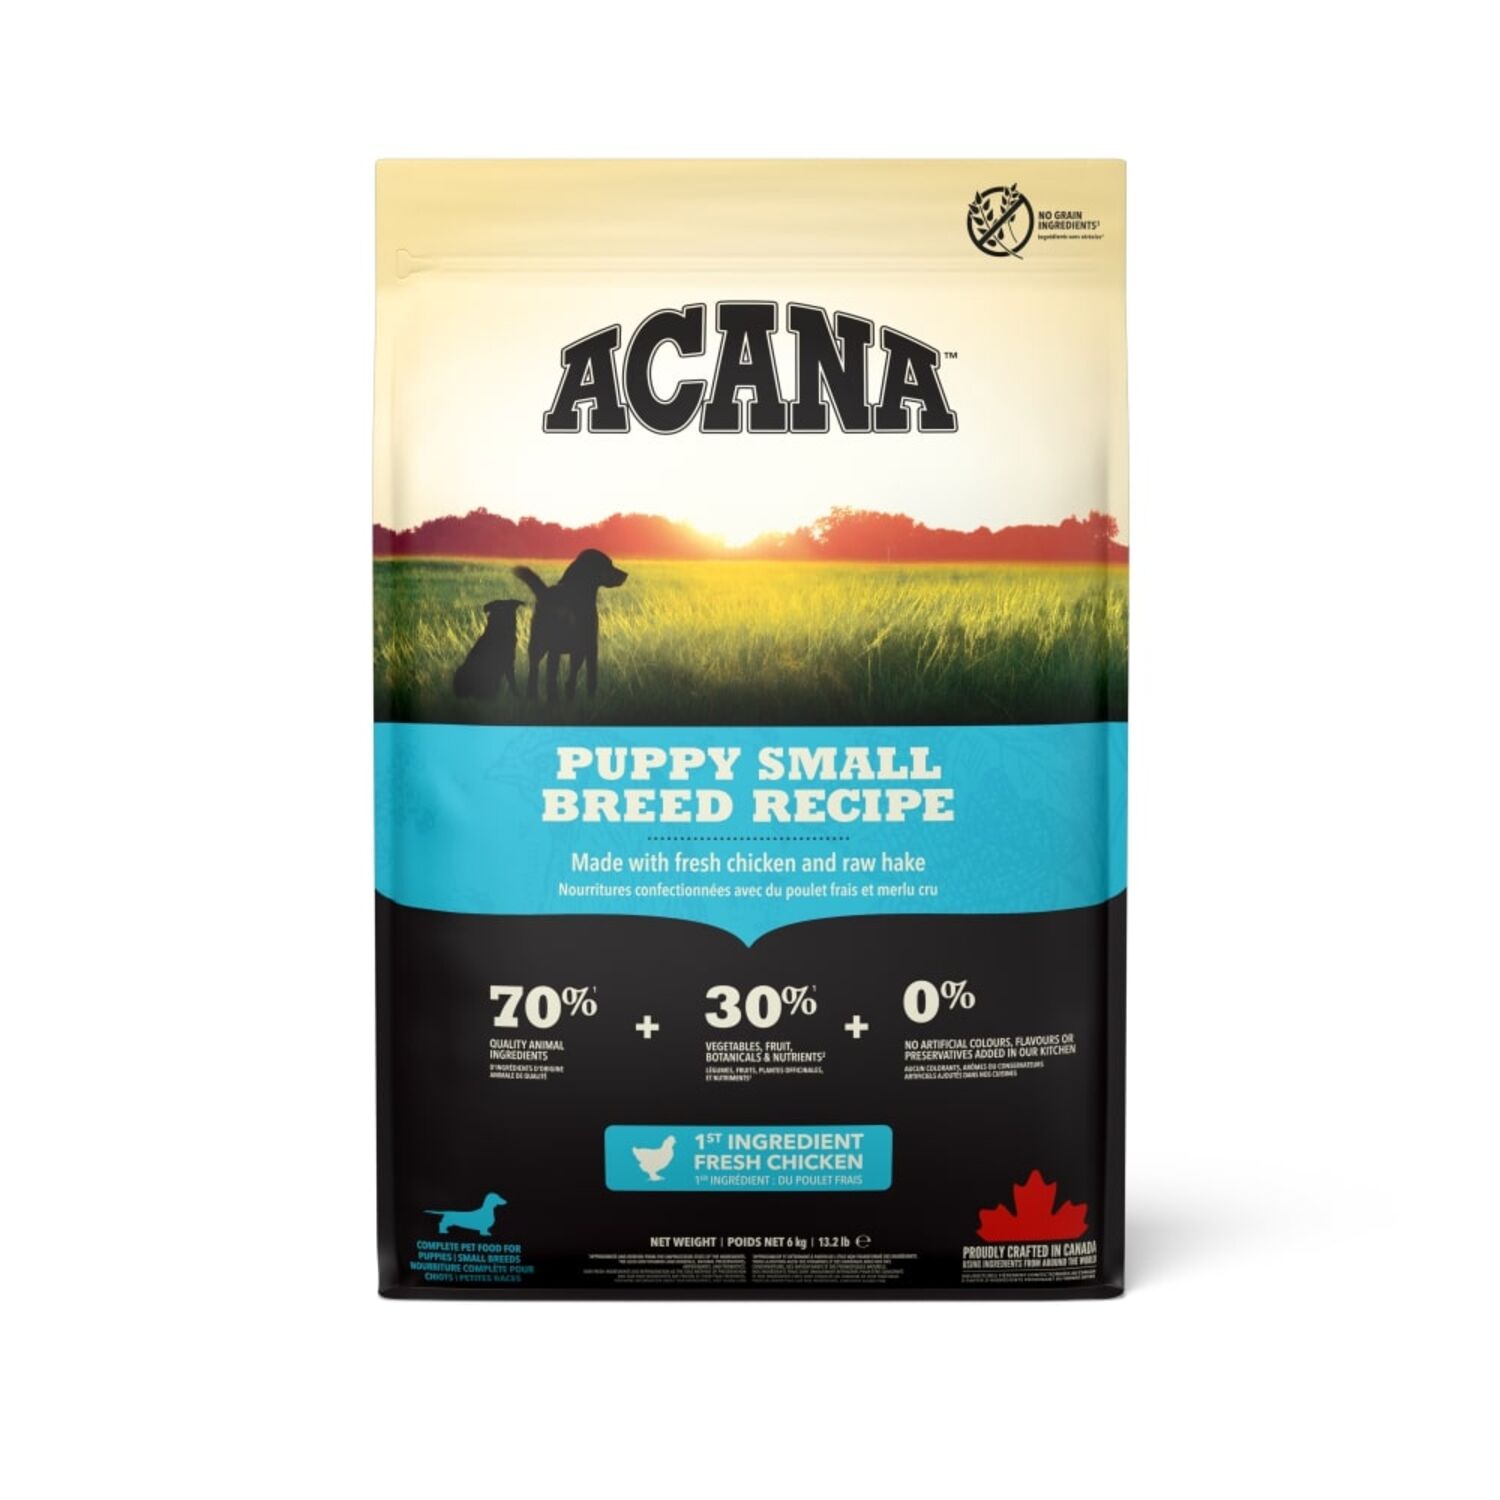 NO GRAIN
INGREDIENTS¹
ACANA™
PUPPY SMALL
BREED RECIPE
Made with fresh chicken and raw hake
Nourritures confectionnées avec du poulet frais et merlu cru
70%¹ + 30%¹ + 0%
QUALITY ANIMAL
INGREDIENTS
D'INGRÉDIENTS D'ORIGINE
ANIMALE DE QUALITÉ
VEGETABLES, FRUIT,
BOTANICALS & NUTRIENTS²
LÉGUMES, FRUITS, PLANTES OFFICINALES,
ET NUTRIMENTS²
NO ARTIFICIAL COLOURS, FLAVOURS OR
PRESERVATIVES ADDED IN OUR KITCHEN
AUCUN COLORANTS, ARÔMES OU CONSERVATEURS
ARTIFICIELS AJOUTÉS DANS NOS CUISINES
1ST INGREDIENT
FRESH CHICKEN
1ER INGRÉDIENT : DU POULET FRAIS
COMPLETE PET FOOD FOR
PUPPIES | SMALL BREEDS
NOURRITURE COMPLÈTE POUR
CHIOTS | PETITES RACES
NET WEIGHT | POIDS NET 6 kg | 13.2 lb ℮
PROUDLY CRAFTED IN CANADA
USING INGREDIENTS FROM AROUND THE WORLD